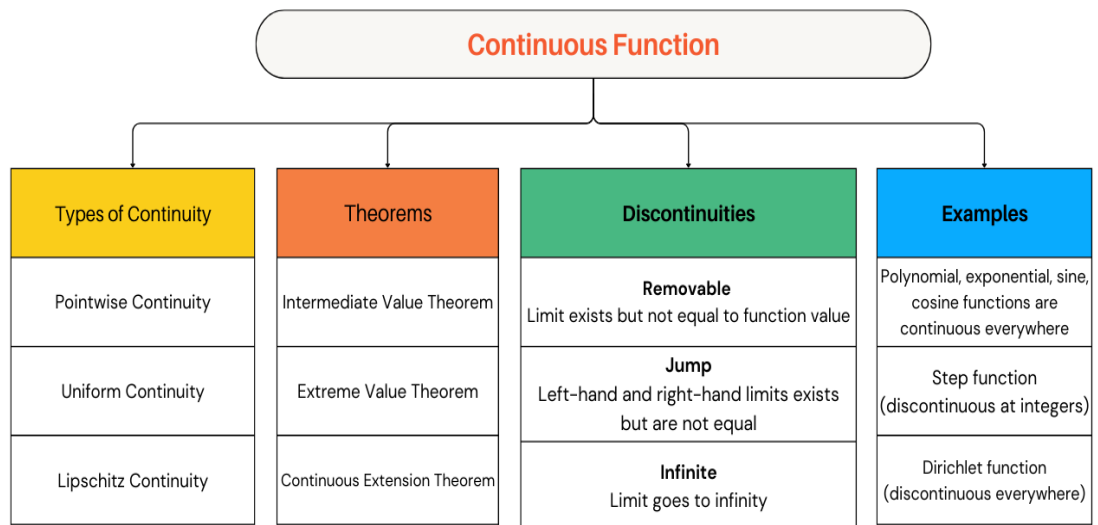 Continuous Function
Types of Continuity
Pointwise Continuity
Uniform Continuity
Lipschitz Continuity
Theorems
Intermediate Value Theorem
Extreme Value Theorem
Continuous Extension Theorem
Discontinuities
Removable
Limit exists but not equal to function value
Jump
Left-hand and right-hand limits exists
but are not equal
Infinite
Limit goes to infinity
Examples
Polynomial, exponential, sine,
cosine functions are
continuous everywhere
Step function
(discontinuous at integers)
Dirichlet function
(discontinuous everywhere)